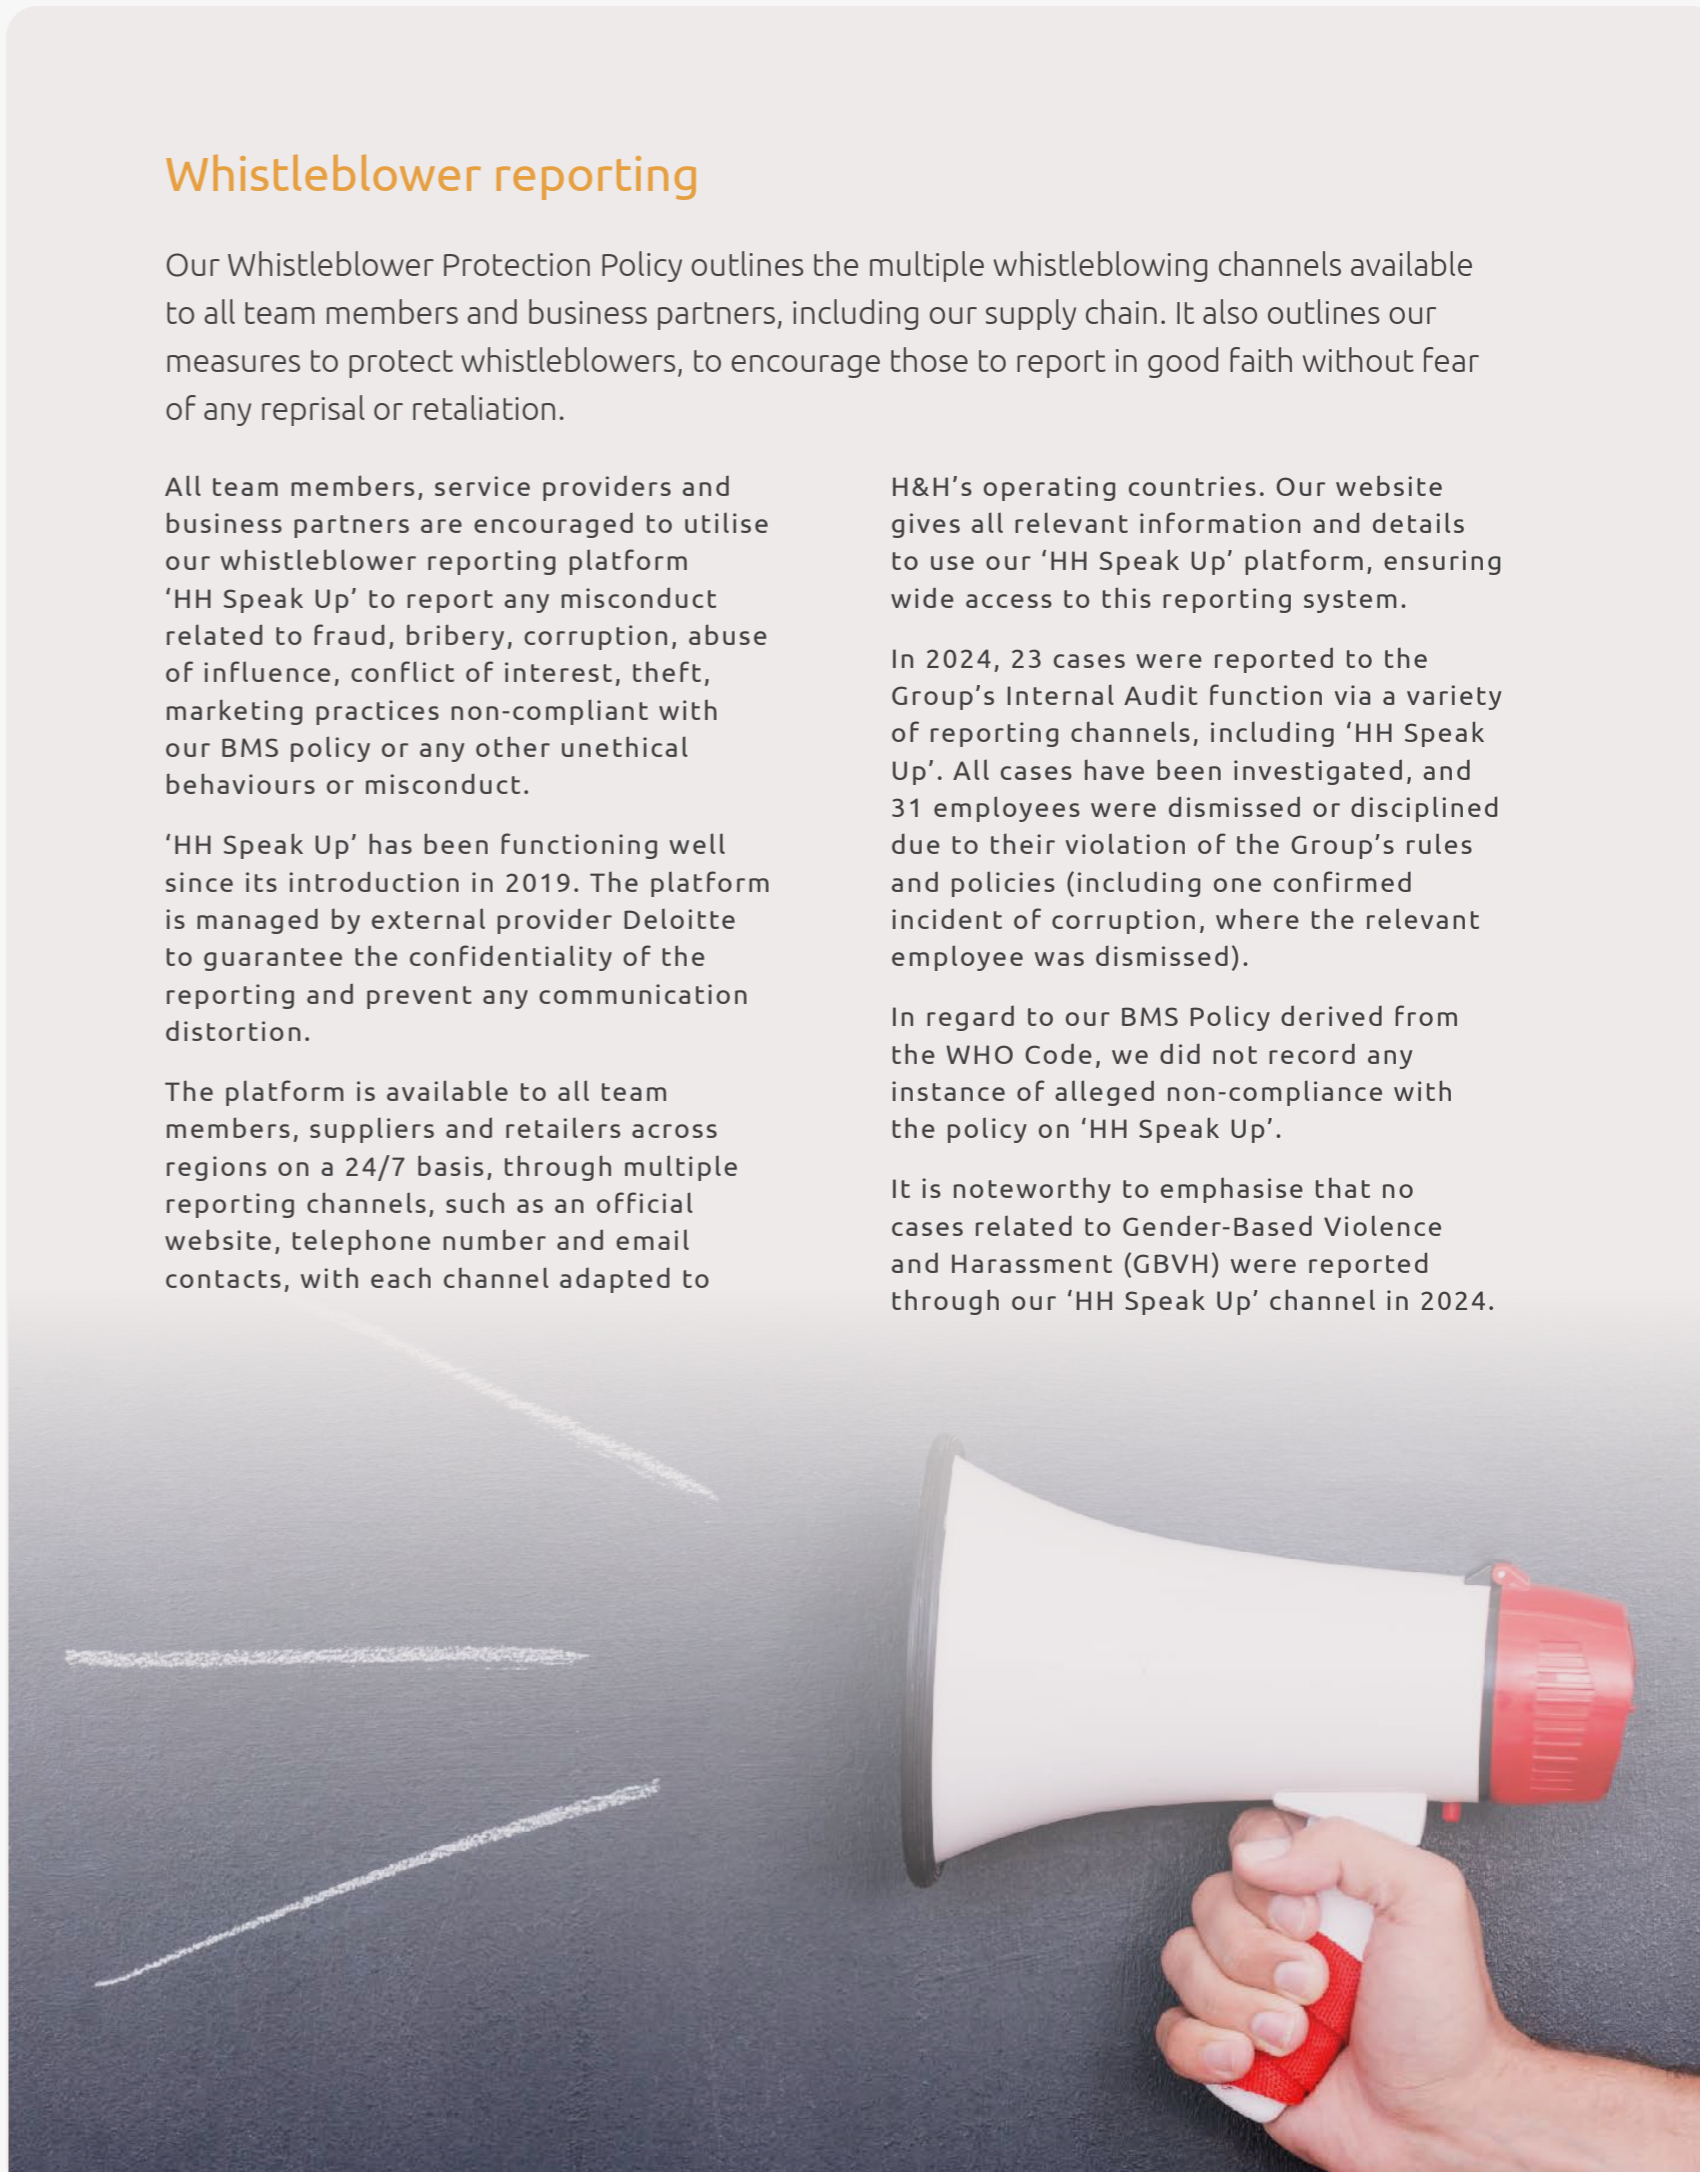 Whistleblower reporting
Our Whistleblower Protection Policy outlines the multiple whistleblowing channels available
to all team members and business partners, including our supply chain. It also outlines our
measures to protect whistleblowers, to encourage those to report in good faith without fear
of any reprisal or retaliation.
All team members, service providers and
business partners are encouraged to utilise
our whistleblower reporting platform
‘HH Speak Up’ to report any misconduct
related to fraud, bribery, corruption, abuse
of influence, conflict of interest, theft,
marketing practices non-compliant with
our BMS policy or any other unethical
behaviours or misconduct.
‘HH Speak Up’ has been functioning well
since its introduction in 2019. The platform
is managed by external provider Deloitte
to guarantee the confidentiality of the
reporting and prevent any communication
distortion.
The platform is available to all team
members, suppliers and retailers across
regions on a 24/7 basis, through multiple
reporting channels, such as an official
website, telephone number and email
contacts, with each channel adapted to
H&H’s operating countries. Our website
gives all relevant information and details
to use our ‘HH Speak Up’ platform, ensuring
wide access to this reporting system.
In 2024, 23 cases were reported to the
Group’s Internal Audit function via a variety
of reporting channels, including ‘HH Speak
Up’. All cases have been investigated, and
31 employees were dismissed or disciplined
due to their violation of the Group’s rules
and policies (including one confirmed
incident of corruption, where the relevant
employee was dismissed).
In regard to our BMS Policy derived from
the WHO Code, we did not record any
instance of alleged non-compliance with
the policy on ‘HH Speak Up’.
It is noteworthy to emphasise that no
cases related to Gender-Based Violence
and Harassment (GBVH) were reported
through our ‘HH Speak Up’ channel in 2024.